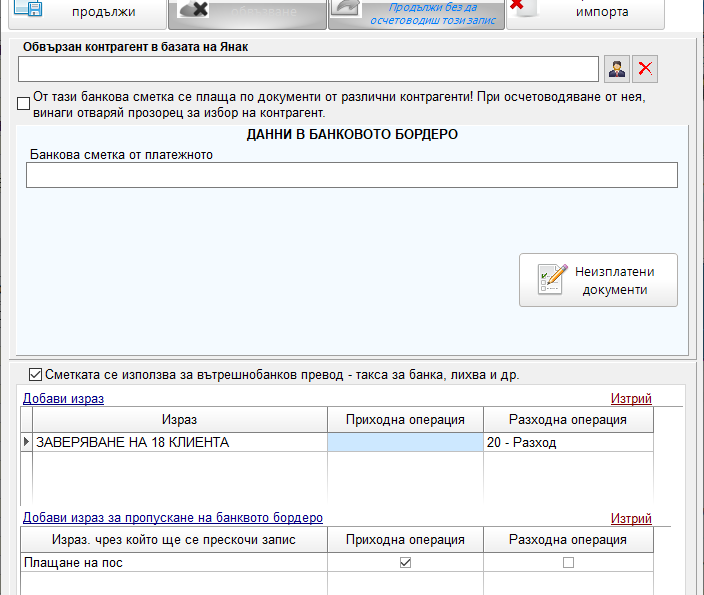 продължи
обвързване
Продължи без да
осчетоводиш този запис
импорта
Обвързан контрагент в базата на Янак
От тази банкова сметка се плаща по документи от различни контрагенти! При осчетоводяване от нея,
винаги отваряй прозорец за избор на контрагент.
ДАННИ В БАНКОВОТО БОРДЕРО
Банкова сметка от платежното
Неизплатени
документи
Сметката се използва за вътрешнобанков превод - такса за банка, лихва и др.
Добави израз Изтрий
Израз Приходна операция Разходна операция
ЗАВЕРЯВАНЕ НА 18 КЛИЕНТА 20 - Разход
Добави израз за пропускане на банквото бордеро Изтрий
Израз. чрез който ще се прескочи запис Приходна операция Разходна операция
Плащане на пос